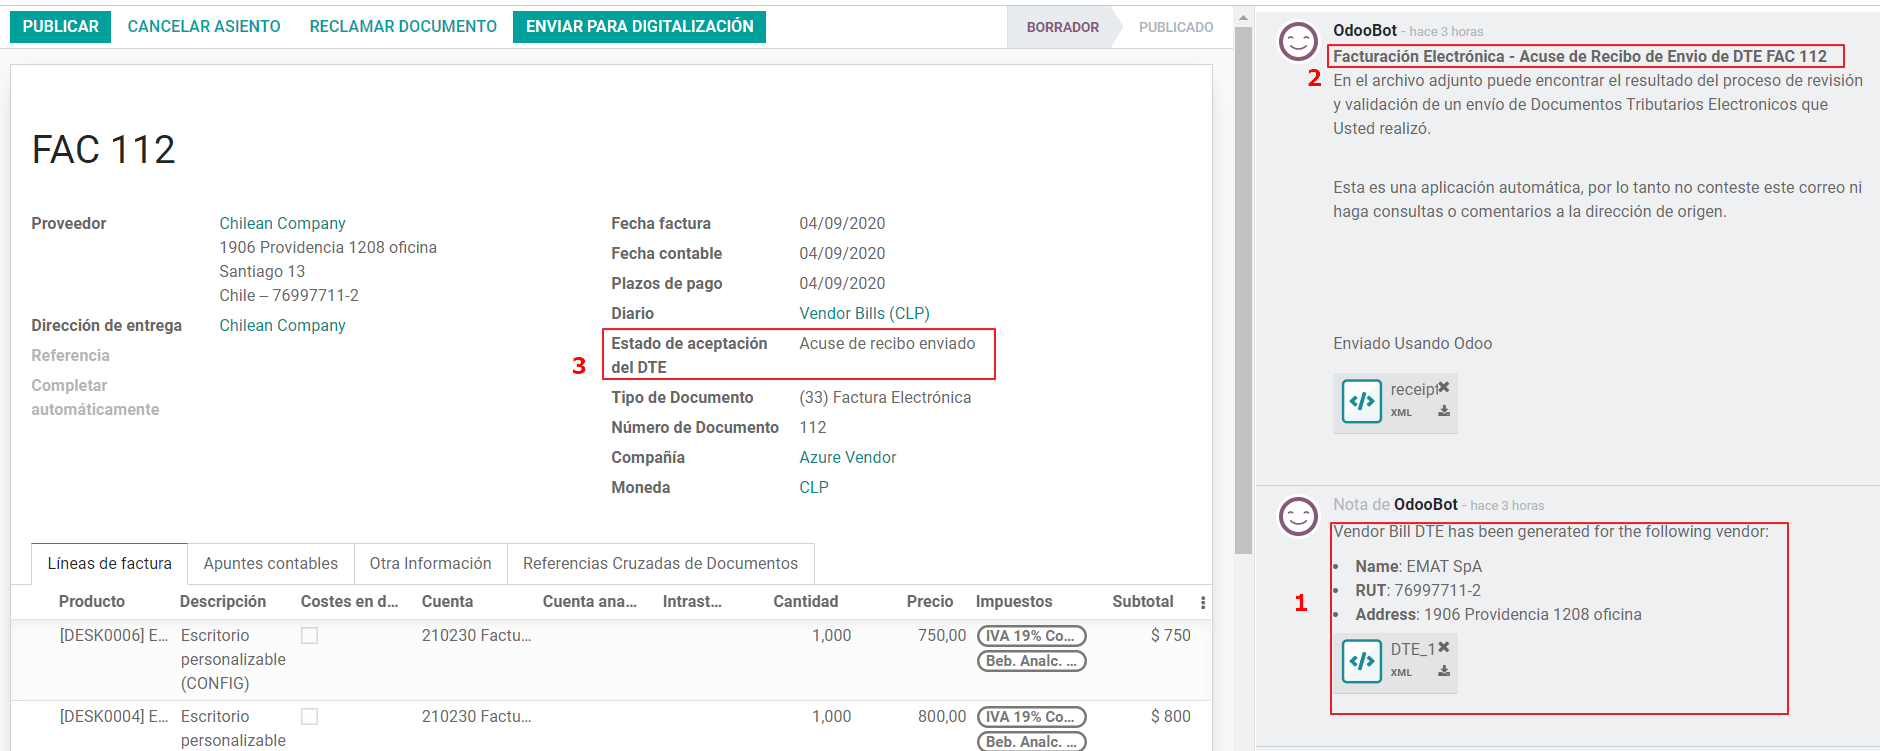 PUBLICAR CANCELAR ASIENTO RECLAMAR DOCUMENTO ENVIAR PARA DIGITALIZACIÓN BORRADOR PUBLICADO
FAC 112
Proveedor Chilean Company
1906 Providencia 1208 oficina
Santiago 13
Chile – 76997711-2
Dirección de entrega Chilean Company
Referencia
Completar
automáticamente
Fecha factura 04/09/2020
Fecha contable 04/09/2020
Plazos de pago 04/09/2020
Diario Vendor Bills (CLP)
3 Estado de aceptación Acuse de recibo enviado
del DTE
Tipo de Documento (33) Factura Electrónica
Número de Documento 112
Compañía Azure Vendor
Moneda CLP
Líneas de factura Apuntes contables Otra Información Referencias Cruzadas de Documentos
Producto Descripción Costes en d... Cuenta Cuenta ana... Intrast... Cantidad Precio Impuestos Subtotal
[DESK0006] E... Escritorio 210230 Factu... 1,000 750,00 IVA 19% Co... $ 750
personalizable Beb. Analc. ...
(CONFIG)
[DESK0004] E... Escritorio 210230 Factu... 1,000 800,00 IVA 19% Co... $ 800
personalizable Beb. Analc. ...
OdooBot - hace 3 horas
Facturación Electrónica - Acuse de Recibo de Envio de DTE FAC 112
2 En el archivo adjunto puede encontrar el resultado del proceso de revisión
y validación de un envío de Documentos Tributarios Electronicos que
Usted realizó.
Esta es una aplicación automática, por lo tanto no conteste este correo ni
haga consultas o comentarios a la dirección de origen.
Enviado Usando Odoo
receipt
XML
Nota de OdooBot - hace 3 horas
Vendor Bill DTE has been generated for the following vendor:
• Name: EMAT SpA
• RUT: 76997711-2
1 • Address: 1906 Providencia 1208 oficina
DTE_1
XML